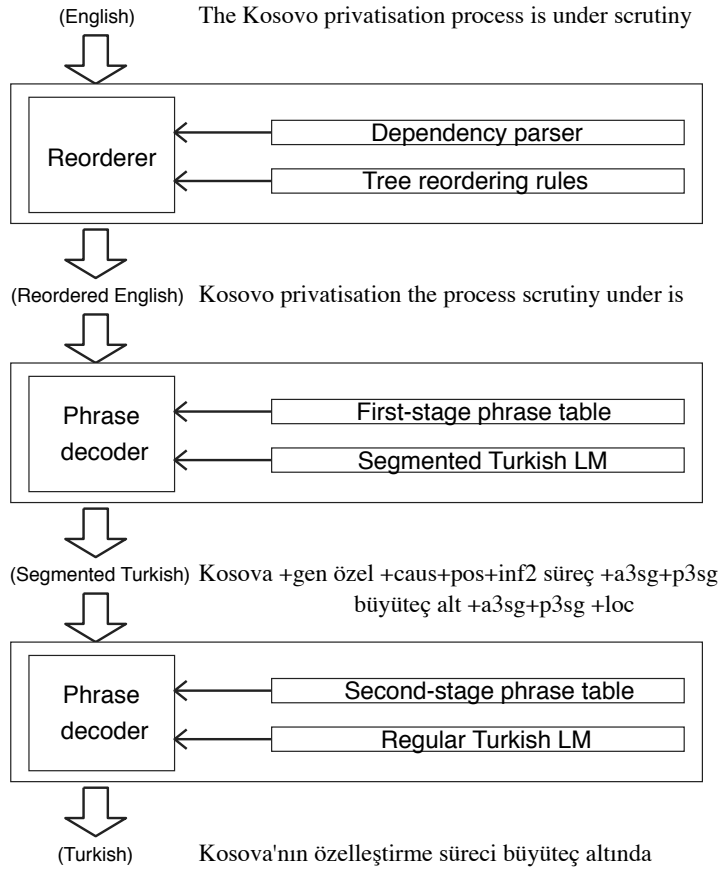 (English) The Kosovo privatisation process is under scrutiny
Reorderer
Dependency parser
Tree reordering rules
(Reordered English) Kosovo privatisation the process scrutiny under is
Phrase
decoder
First-stage phrase table
Segmented Turkish LM
(Segmented Turkish) Kosova +gen özel +caus+pos+inf2 süreç +a3sg+p3sg
büyüteç alt +a3sg+p3sg +loc
Phrase
decoder
Second-stage phrase table
Regular Turkish LM
(Turkish) Kosova'nın özelleştirme süreci büyüteç altında